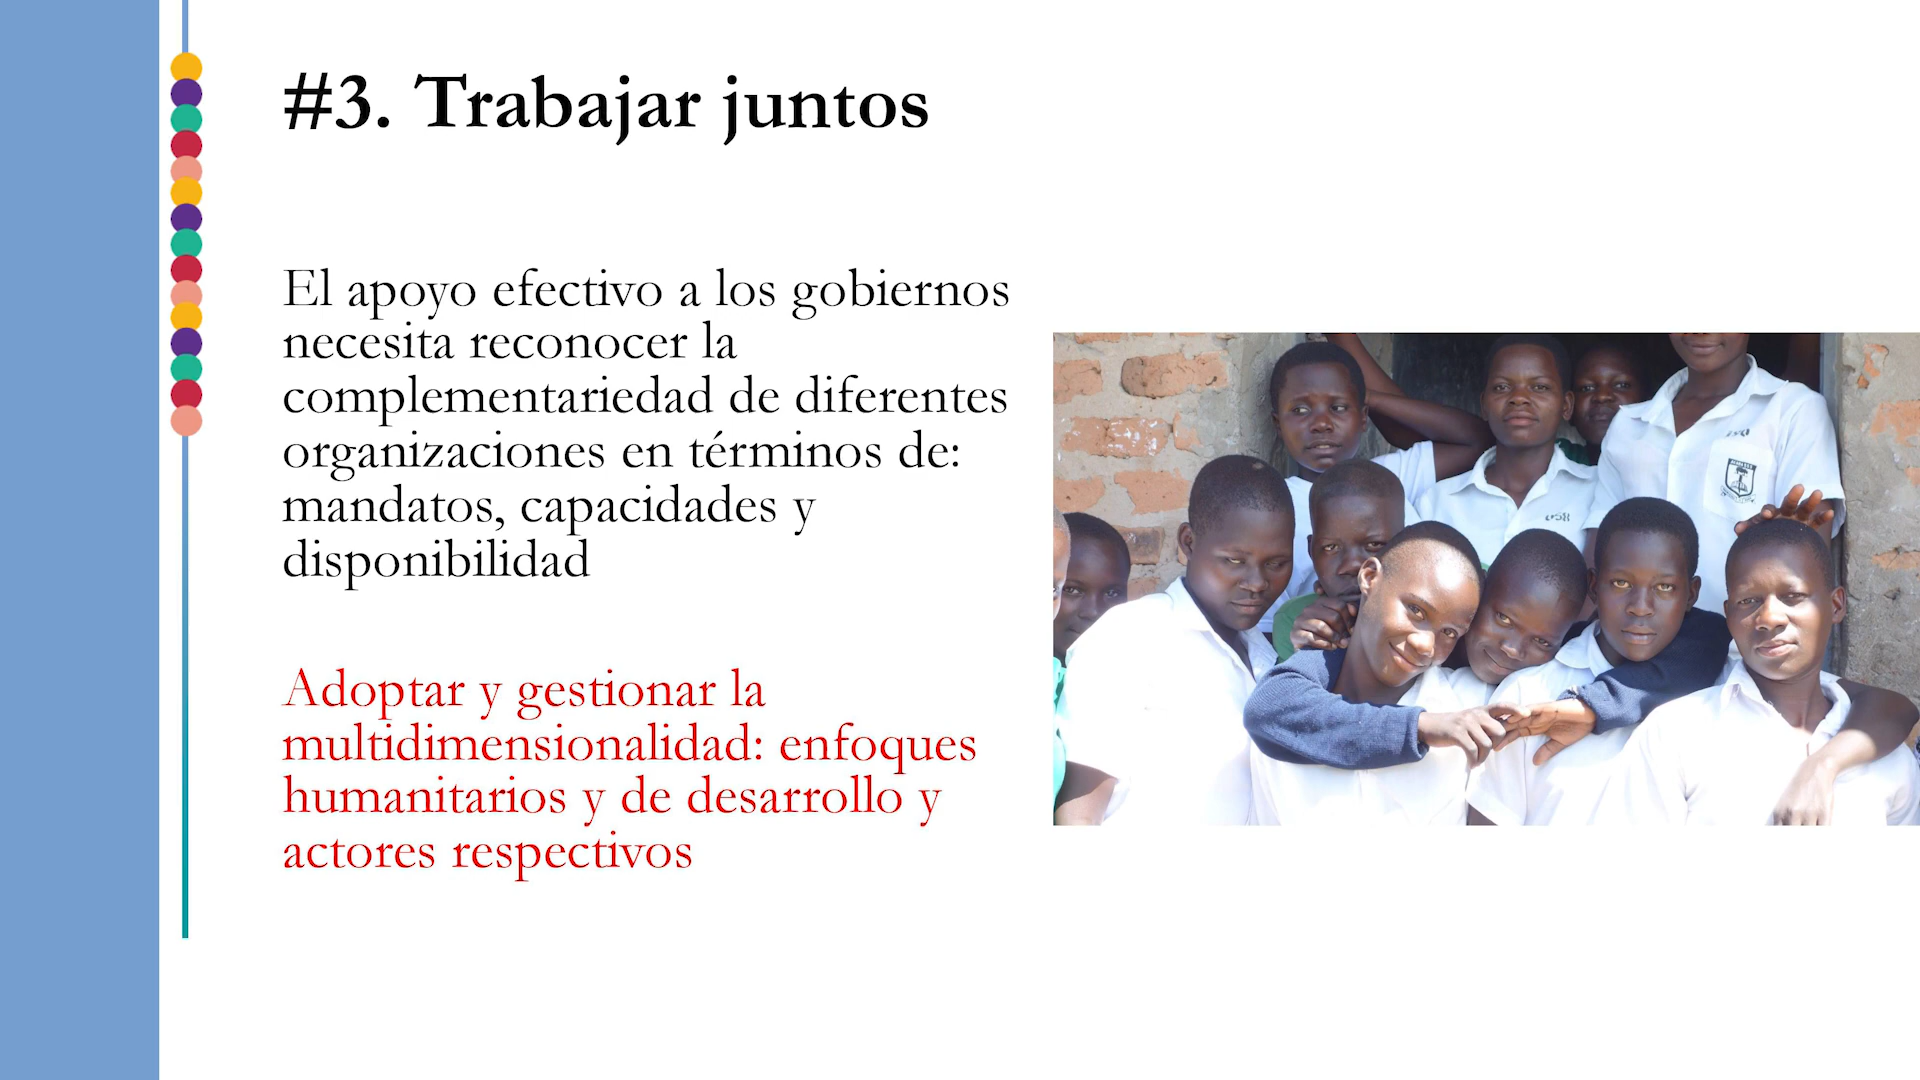 #3. Trabajar juntos
El apoyo efectivo a los gobiernos
necesita reconocer la
complementariedad de diferentes
organizaciones en términos de:
mandatos, capacidades y
disponibilidad
Adoptar y gestionar la
multidimensionalidad: enfoques
humanitarios y de desarrollo y
actores respectivos